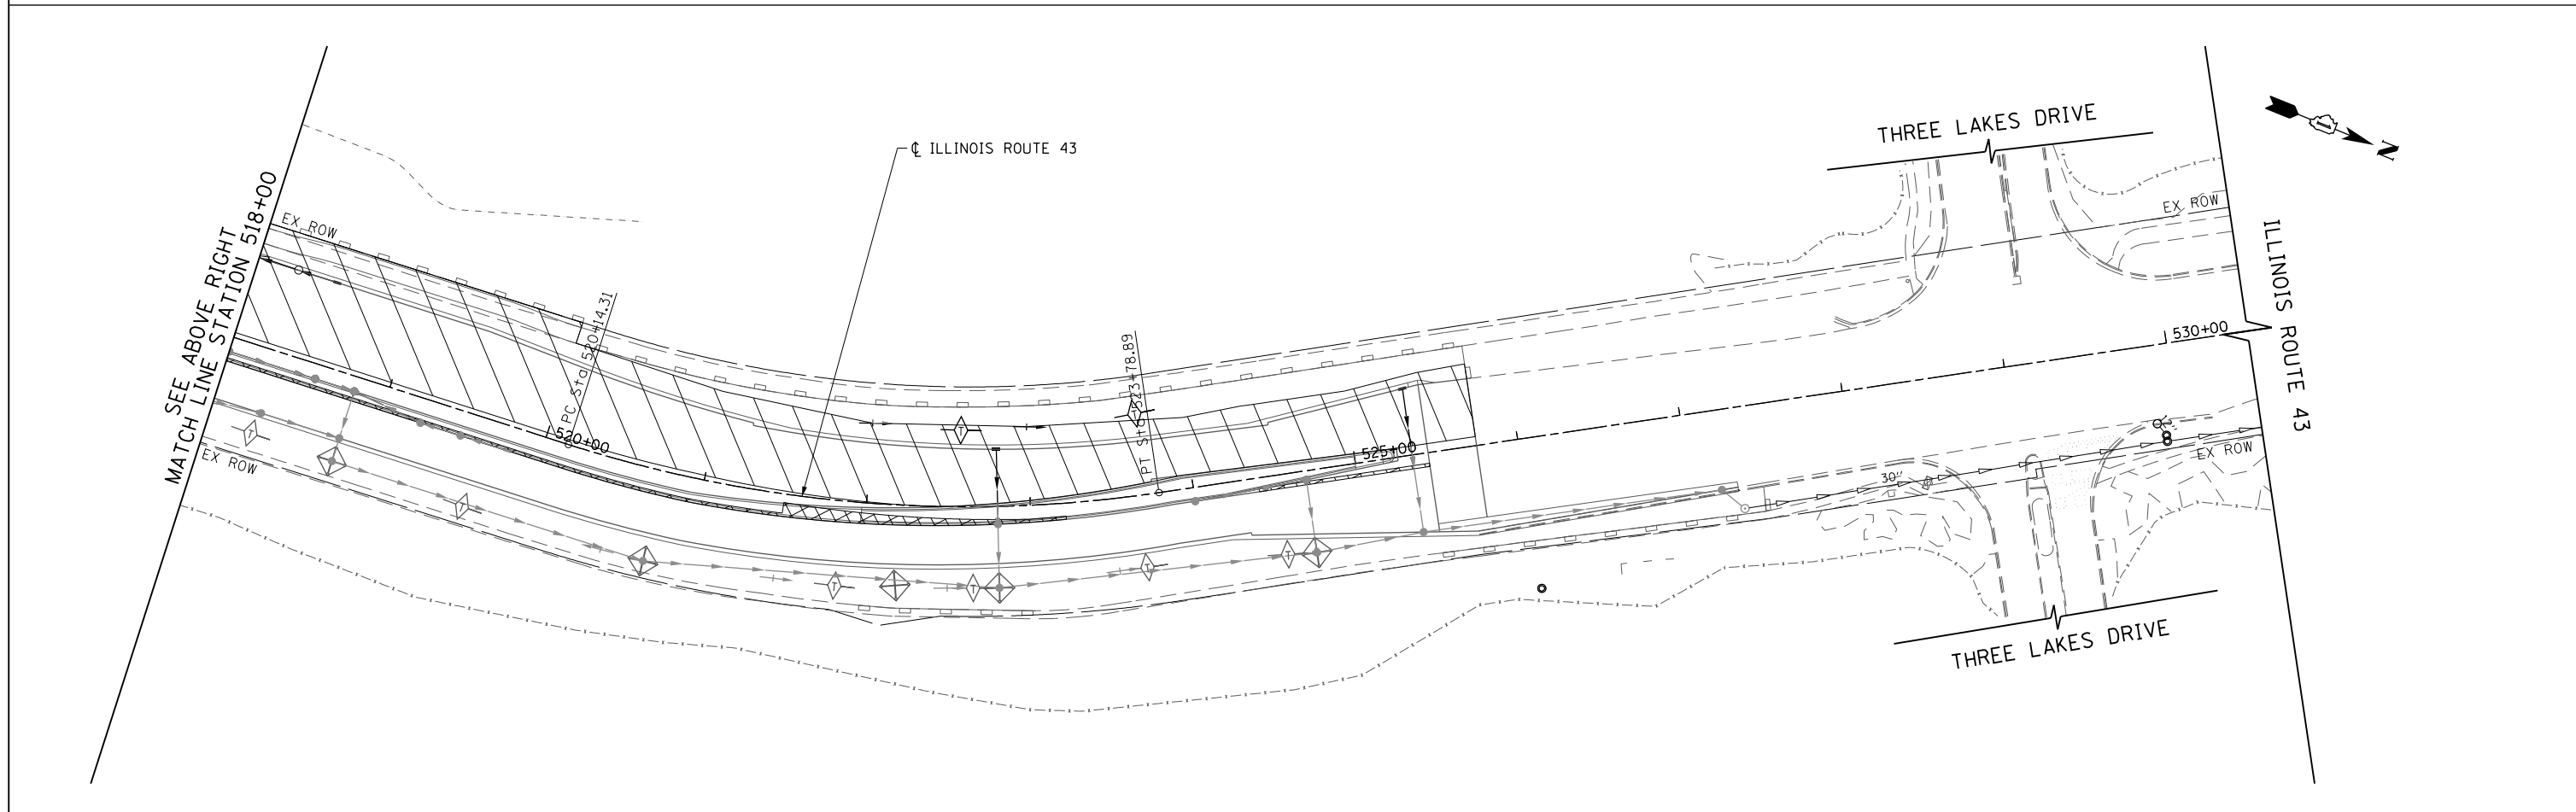 THREE LAKES DRIVE
℄ ILLINOIS ROUTE 43
N
EX ROW
EX ROW
SEE ABOVE RIGHT
MATCH LINE STATION 518+00
PC Sta 520+14.31
PT Sta 523+78.89
530+00
ILLINOIS ROUTE 43
T
T
520+00
525+00
T
EX ROW
EX ROW
30"
T
T
T
T
T
THREE LAKES DRIVE